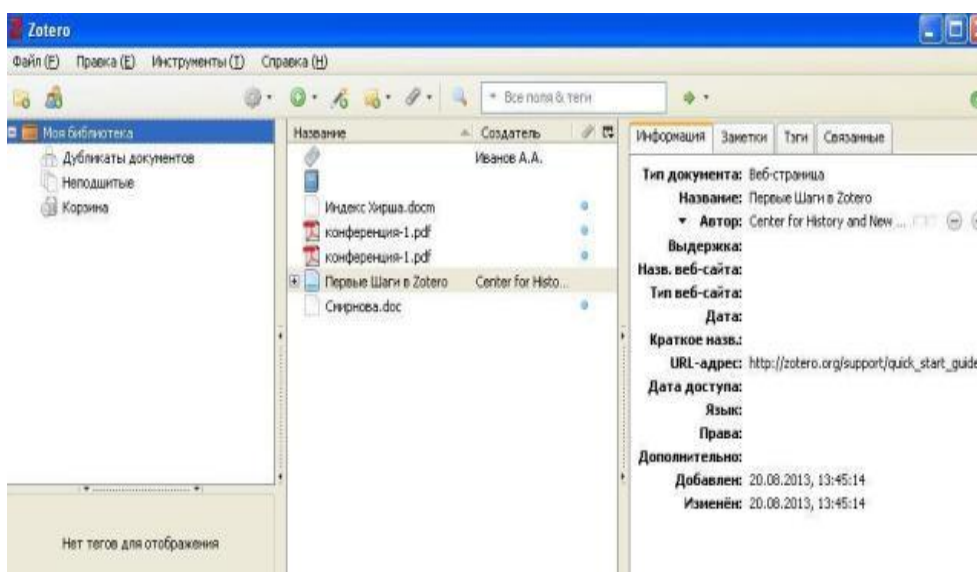 Zotero
Файл (F) Правка (E) Инструменты (T) Справка (H)
Все поля & теги
Моя библиотека
Дубликаты документов
Неподшитые
Корзина
Нет тегов для отображения
Название Создатель
Иванов А.А.
Индекс Хирша.docm
конференция-1.pdf
конференция-1.pdf
Первые Шаги в Zotero Center for Histo...
Смирнова.doc
Информация Заметки Тэги Связанные
Тип документа: Веб-страница
Название: Первые Шаги в Zotero
Автор: Center for History and New ...
Выдержка:
Назв. веб-сайта:
Тип веб-сайта:
Дата:
Краткое назв.:
URL-адрес: http://zotero.org/support/quick_start_guide
Дата доступа:
Язык:
Права:
Дополнительно:
Добавлен: 20.08.2013, 13:45:14
Изменён: 20.08.2013, 13:45:14